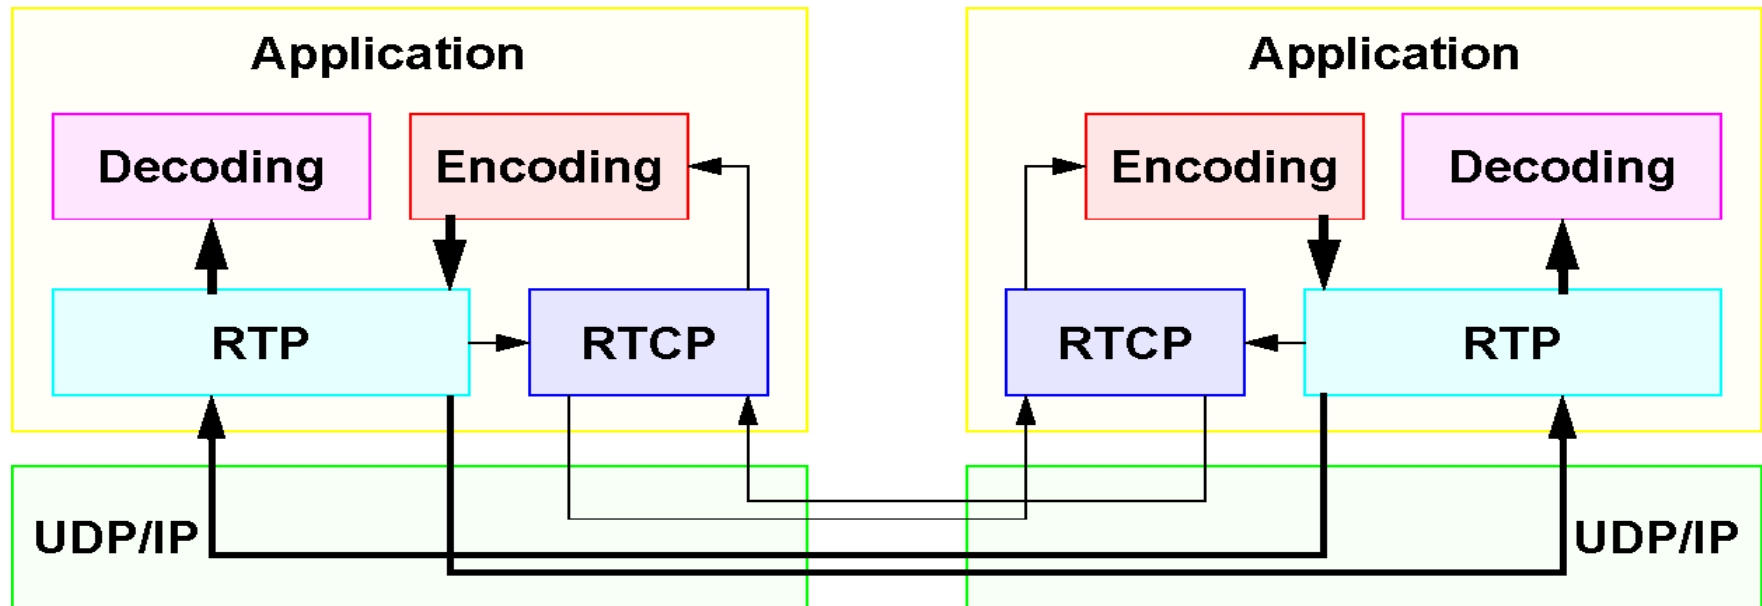 Application
Application
Decoding
Encoding
Encoding
Decoding
RTP
RTCP
RTCP
RTP
UDP/IP
UDP/IP